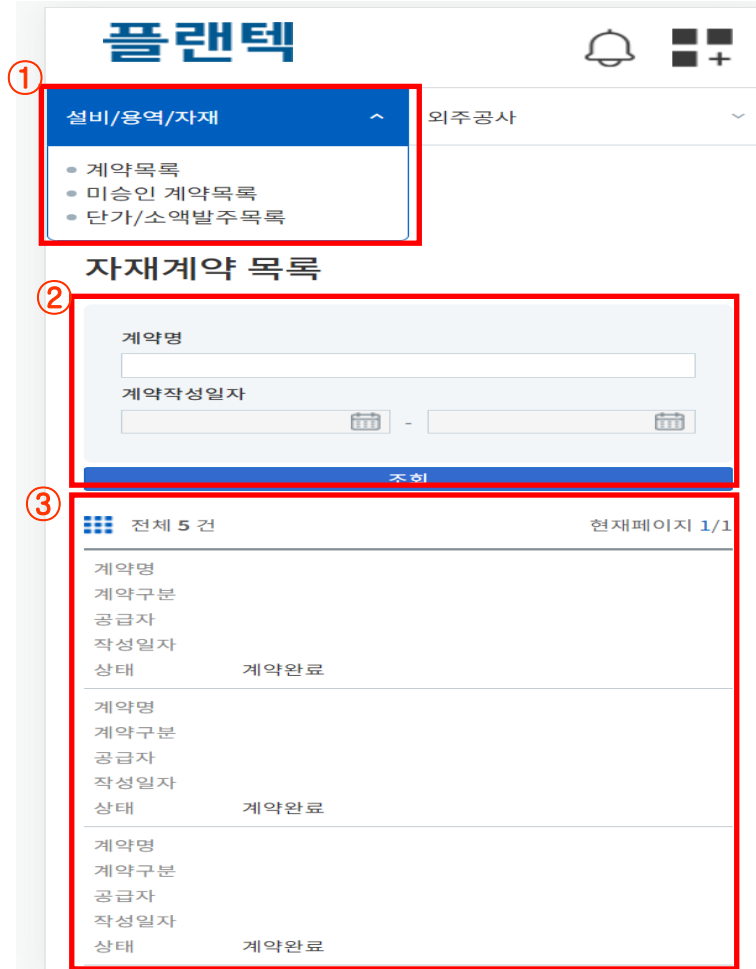 플랜텍
①
설비/용역/자재
외주공사
계약목록
미승인 계약목록
단가/소액발주목록
자재계약 목록
②
계약명
계약작성일자
-
조회
③
전체 5 건 현재페이지 1/1
계약명
계약구분
공급자
작성일자
상태 계약완료
계약명
계약구분
공급자
작성일자
상태 계약완료
계약명
계약구분
공급자
작성일자
상태 계약완료